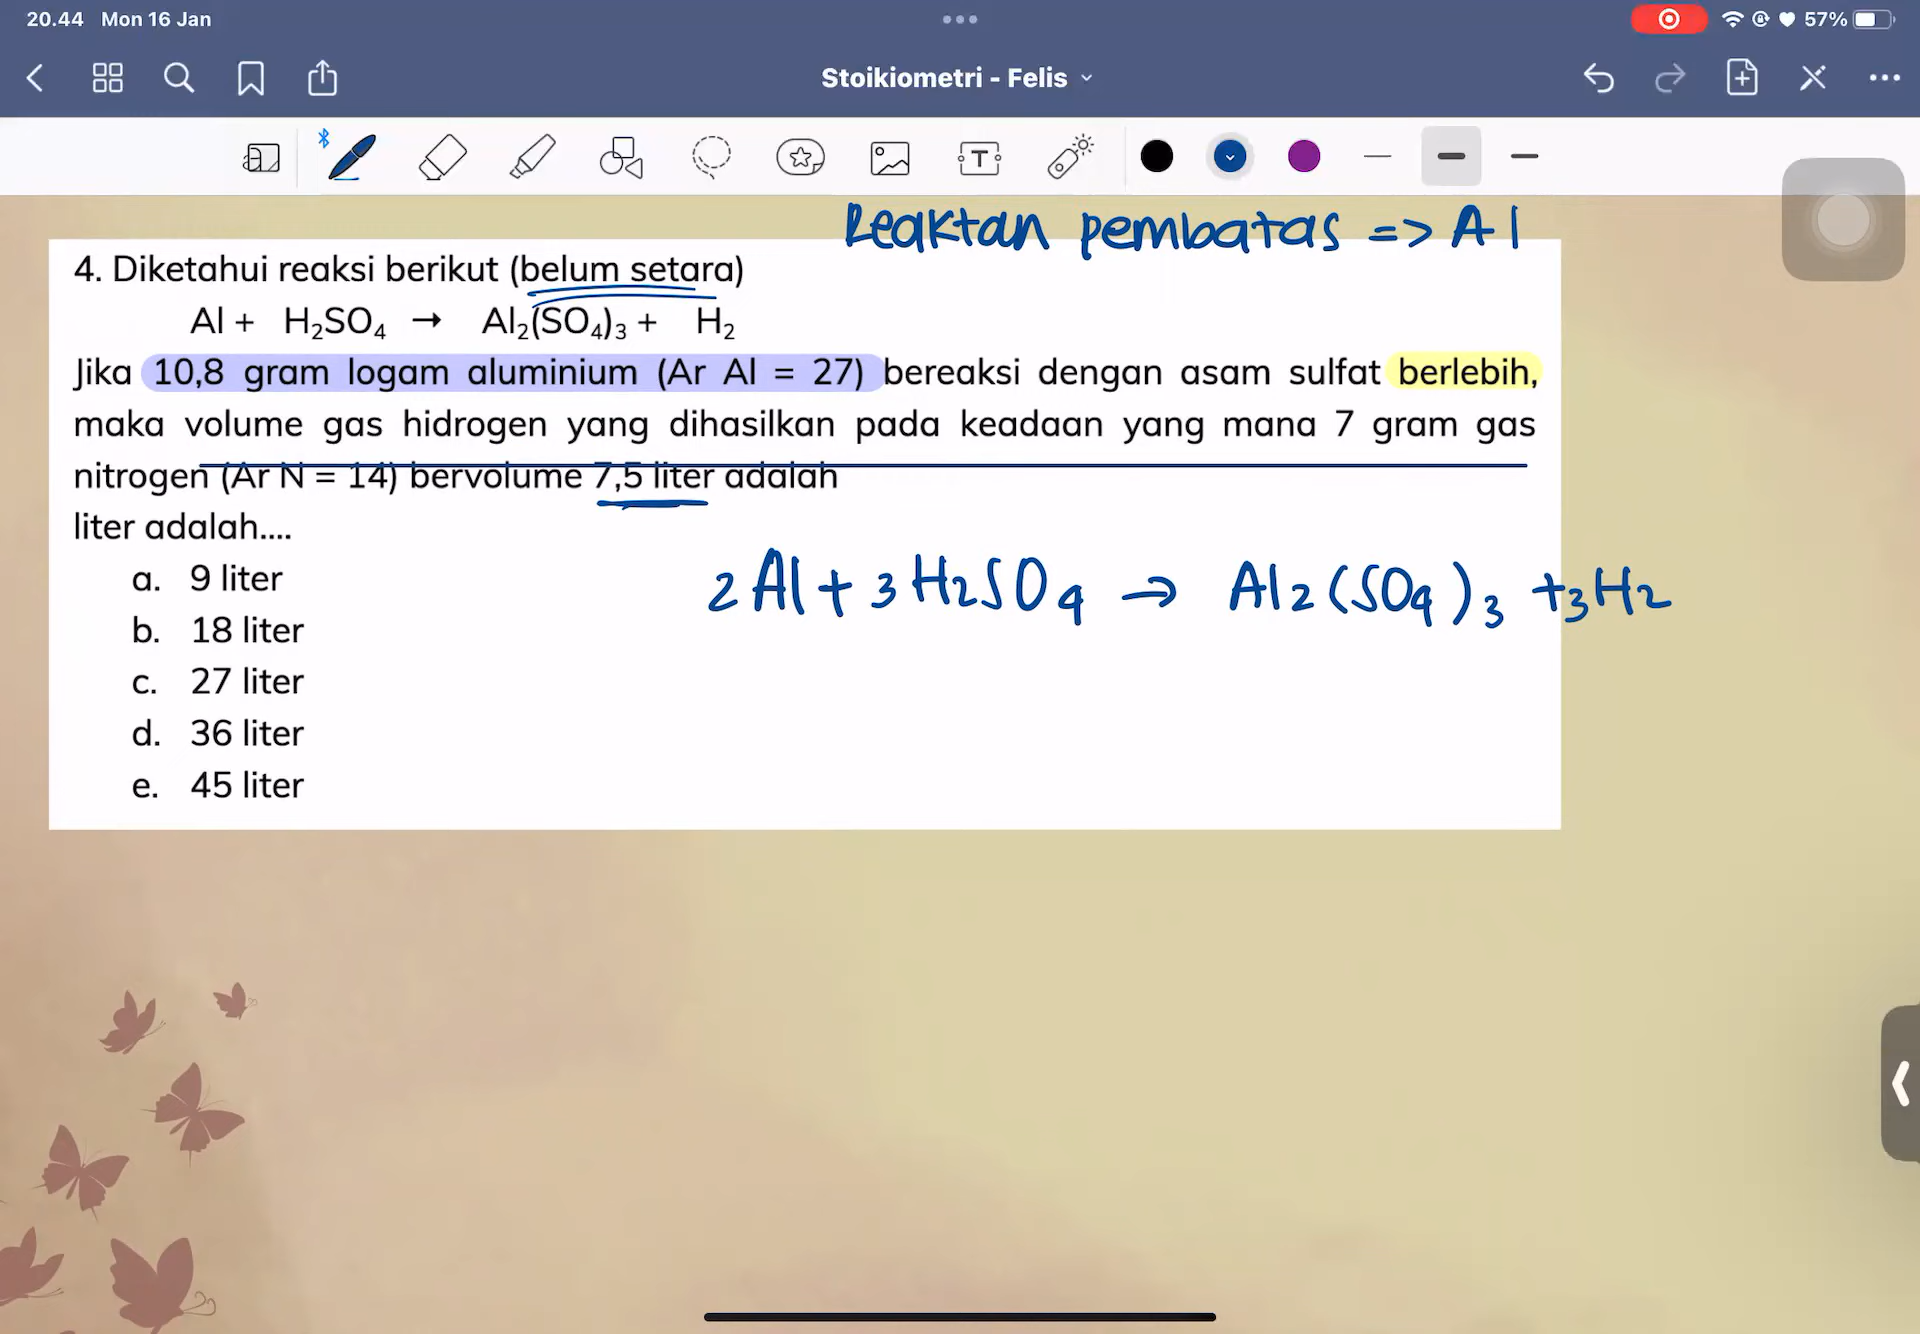 20.44 Mon 16 Jan
57%
Stoikiometri - Felis
Reaktan pembatas => Al
4. Diketahui reaksi berikut (belum setara)
Al + H₂SO₄ → Al₂(SO₄)₃ + H₂
Jika 10,8 gram logam aluminium (Ar Al = 27) bereaksi dengan asam sulfat berlebih,
maka volume gas hidrogen yang dihasilkan pada keadaan yang mana 7 gram gas
nitrogen (Ar N = 14) bervolume 7,5 liter adalah
liter adalah....
2Al + 3H₂SO₄ → Al₂(SO₄)₃ + 3H₂
a. 9 liter
b. 18 liter
c. 27 liter
d. 36 liter
e. 45 liter